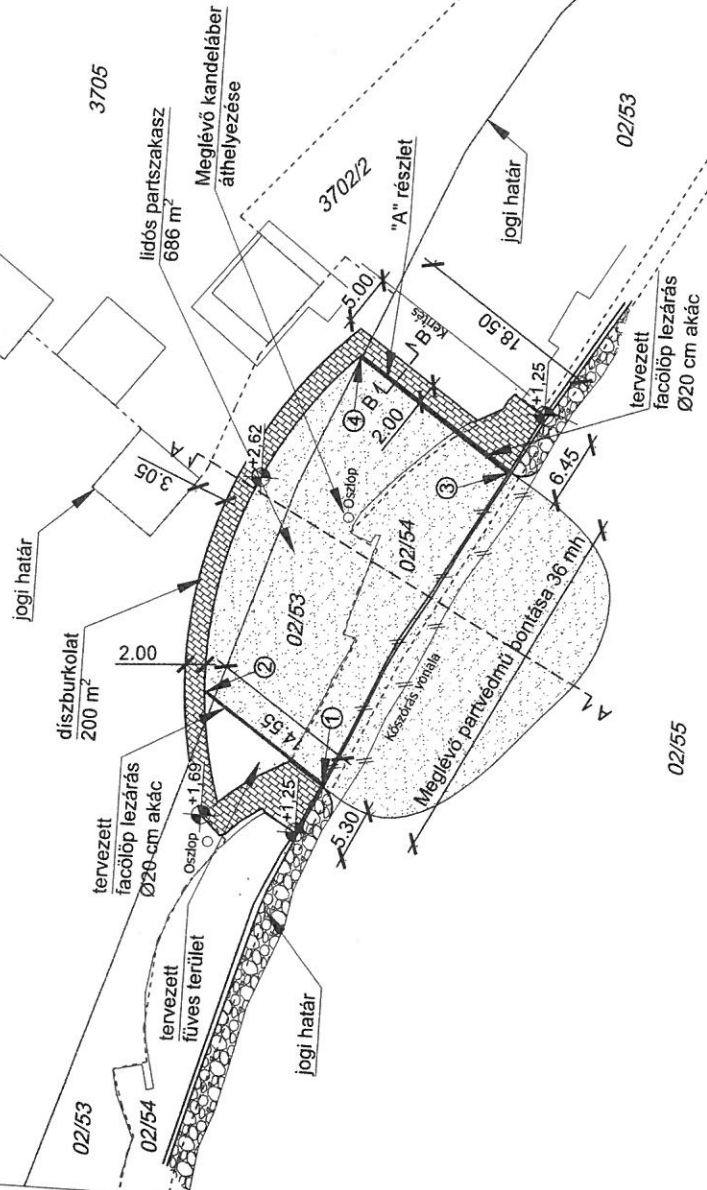 3705
lidós partszakasz
686 m²
Meglévő kandeláber
áthelyezése
3702/2
"A" részlet
jogi határ
02/53
jogi határ
díszburkolat
200 m²
3.05
A
+2,62
5.00
Kerítés
B
B
18.50
2.00
4
Oszlop
+1,25
tervezett
facölöp lezárás
Ø20 cm akác
2.00
2
02/53
02/54
3
6.45
tervezett
facölöp lezárás
Ø20 cm akác
14.55
1
+1,69
Oszlop
+1,25
Kőszórás vonala
Meglévő partvédmű bontása 36 mh
5.30
A
02/55
tervezett
füves terület
jogi határ
02/53
02/54